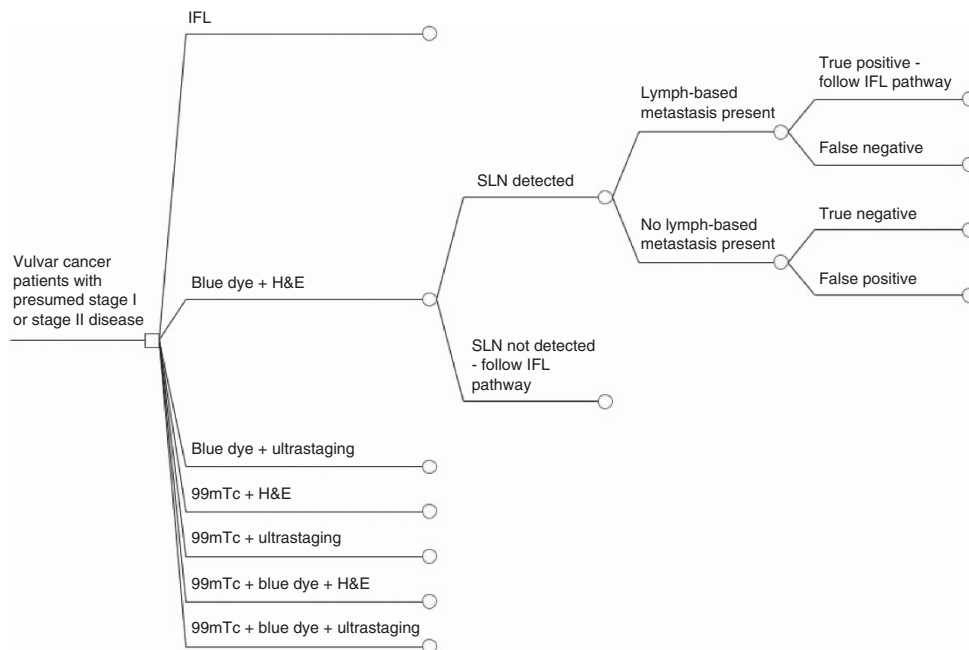 IFL
True positive -
follow IFL pathway
Lymph-based
metastasis present
False negative
SLN detected
True negative
No lymph-based
metastasis present
Vulvar cancer
patients with
presumed stage I
or stage II disease
Blue dye + H&E
False positive
SLN not detected
- follow IFL
pathway
Blue dye + ultrastaging
99mTc + H&E
99mTc + ultrastaging
99mTc + blue dye + H&E
99mTc + blue dye + ultrastaging